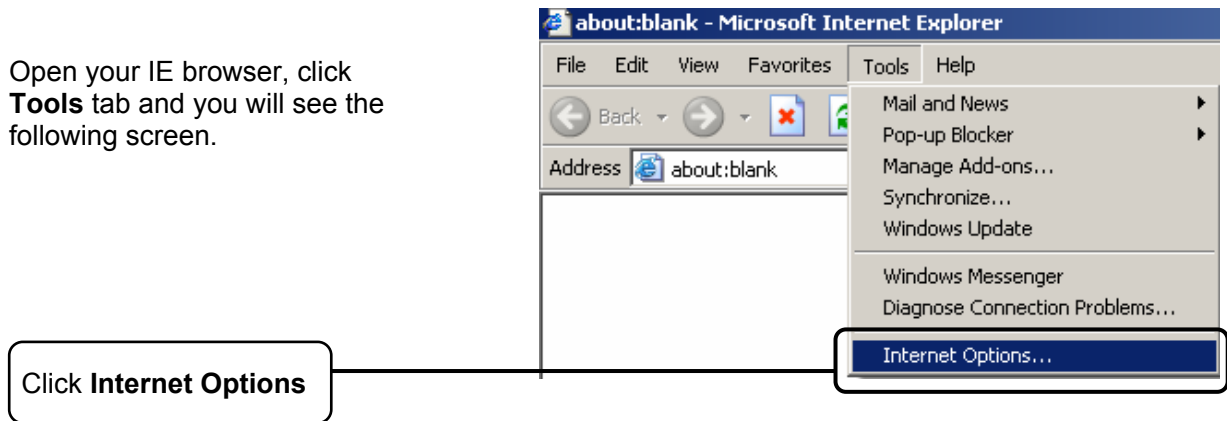 about:blank - Microsoft Internet Explorer
Open your IE browser, click
Tools tab and you will see the
following screen.
File Edit View Favorites Tools Help
Back
Address about:blank
Mail and News
Pop-up Blocker
Manage Add-ons...
Synchronize...
Windows Update
Windows Messenger
Diagnose Connection Problems...
Internet Options...
Click Internet Options